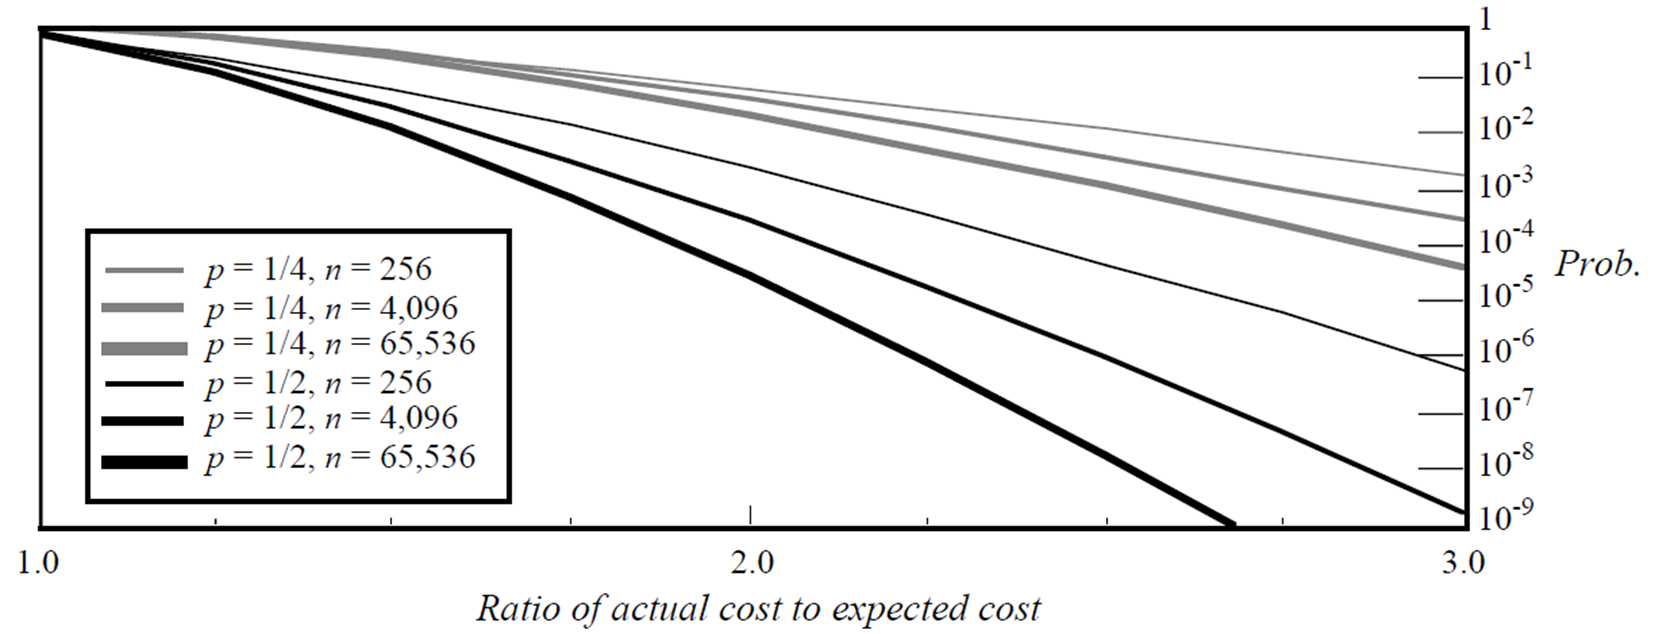 1
10-1
10-2
10-3
10-4
10-5
10-6
10-7
10-8
10-9
Prob.
p = 1/4, n = 256
p = 1/4, n = 4,096
p = 1/4, n = 65,536
p = 1/2, n = 256
p = 1/2, n = 4,096
p = 1/2, n = 65,536
1.0 2.0 3.0
Ratio of actual cost to expected cost